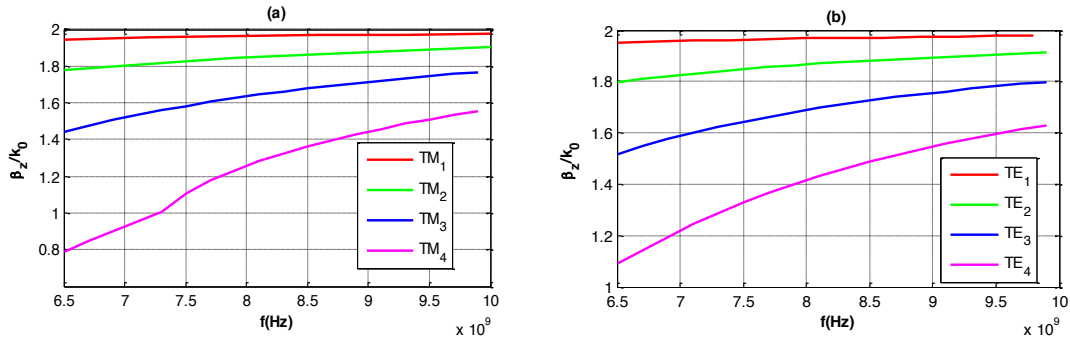 (a)
2
1.8
1.6
1.4
1.2
1
0.8
β_z/k_0
TM_1
TM_2
TM_3
TM_4
6.5 7 7.5 8 8.5 9 9.5 10
f(Hz)
x 10^9
(b)
2
1.8
1.6
1.4
1.2
1
β_z/k_0
TE_1
TE_2
TE_3
TE_4
6.5 7 7.5 8 8.5 9 9.5 10
f(Hz)
x 10^9